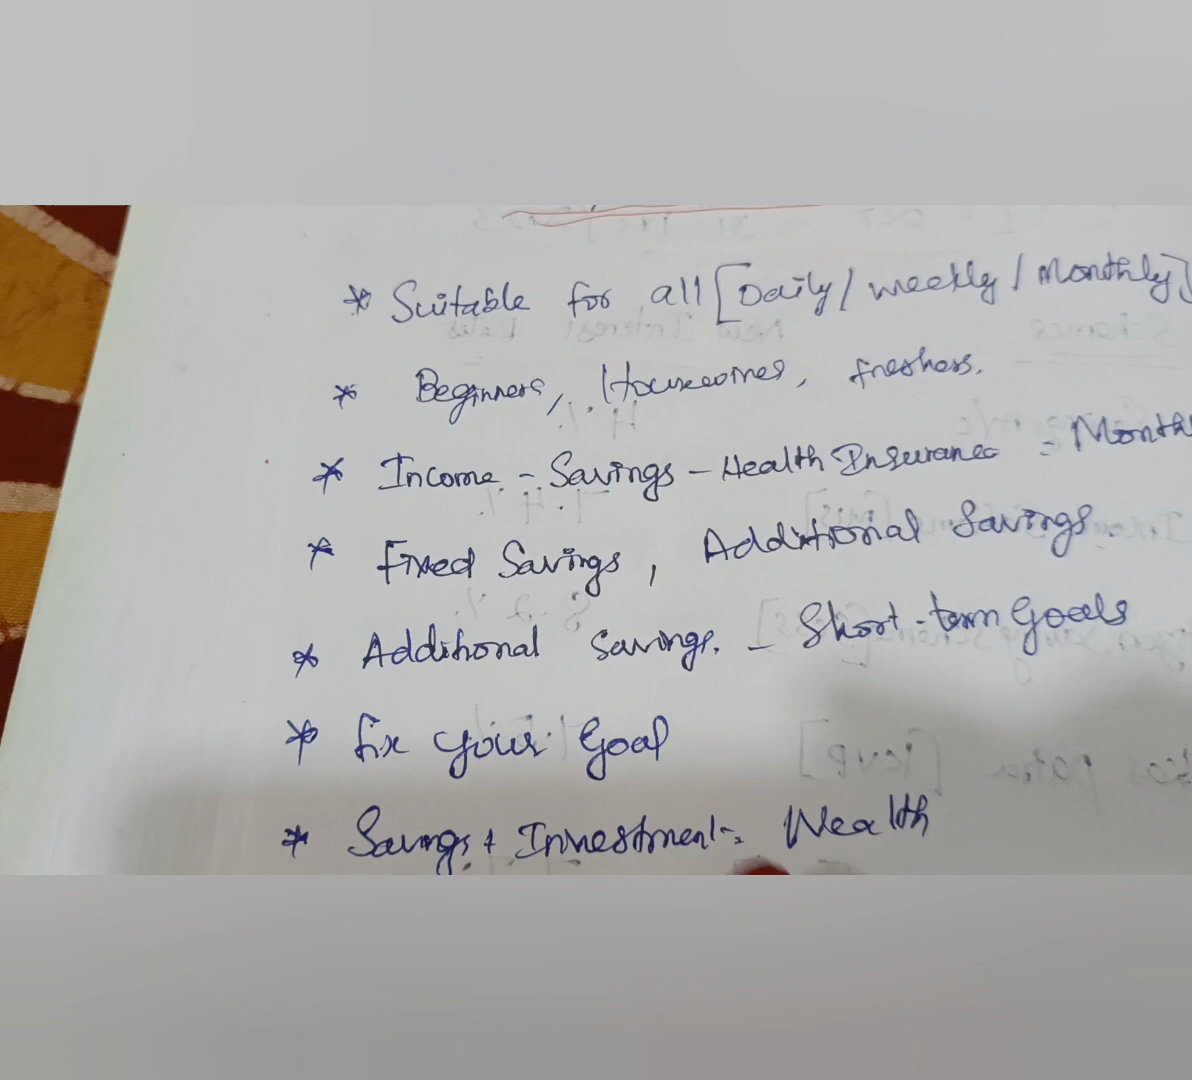 * Suitable for all [Daily / weekly / Monthly]
* Beginners, Housewives, freshers.
* Income - Savings - Health Insurance = Month
* Fixed Savings, Additional Savings.
* Additional Savings. - Short-term Goals
* fix your Goal
* Savings + Investment = Wealth